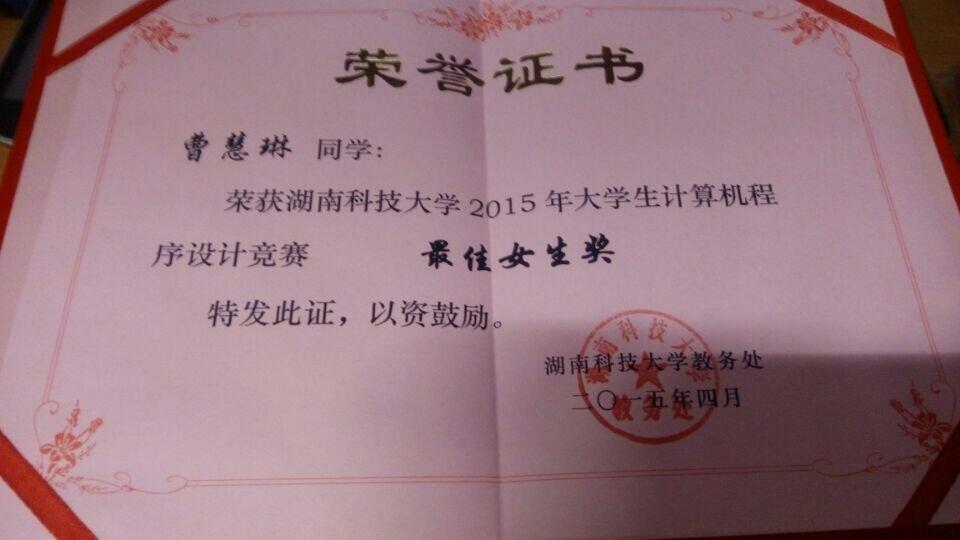 荣誉证书
曹慧琳 同学：
荣获湖南科技大学2015年大学生计算机程
序设计竞赛 最佳女生奖
特发此证，以资鼓励。
湖南科技大学教务处
二〇一五年四月
湖南科技大学
教务处